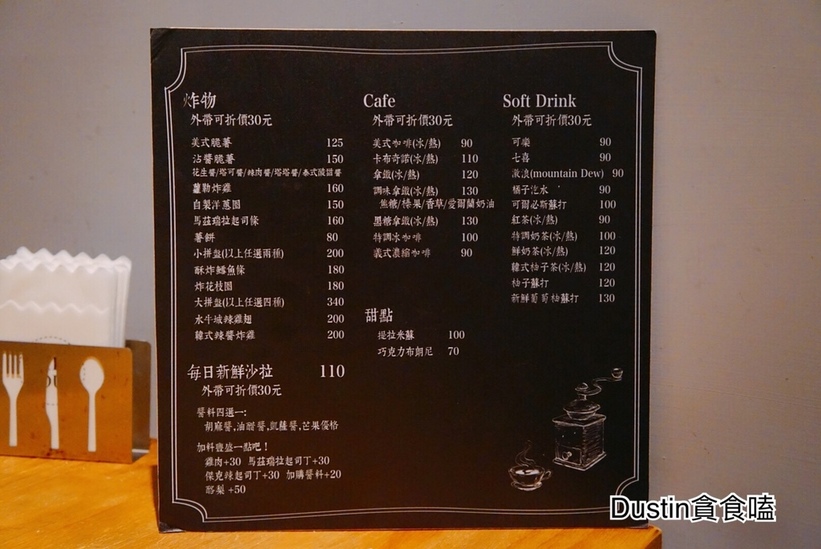 炸物
外帶可折價30元
美式脆薯 125
沾醬脆薯 150
花生醬/塔可醬/辣肉醬/塔塔醬/泰式酸甜醬
蘿勒炸雞 160
自製洋蔥圈 150
馬茲瑞拉起司條 160
薯餅 80
小拼盤(以上任選兩種) 200
酥炸鱈魚條 180
炸花枝圈 180
大拼盤(以上任選四種) 340
水牛城辣雞翅 200
韓式辣醬炸雞 200
每日新鮮沙拉 110
外帶可折價30元
醬料四選一:
胡麻醬,油醋醬,凱薩醬,芒果優格
加料豐盛一點吧!
雞肉+30 馬茲瑞拉起司丁+30
傑克辣起司丁+30 加購醬料+20
酪梨 +50
Cafe
外帶可折價30元
美式咖啡(冰/熱) 90
卡布奇諾(冰/熱) 110
拿鐵(冰/熱) 120
調味拿鐵(冰/熱) 130
焦糖/榛果/香草/愛爾蘭奶油
黑糖拿鐵(冰/熱) 130
特調冰咖啡 100
義式濃縮咖啡 90
甜點
提拉米蘇 100
巧克力布朗尼 70
Soft Drink
外帶可折價30元
可樂 90
七喜 90
激浪(mountain Dew) 90
橘子汽水 90
可爾必斯蘇打 100
紅茶(冰/熱) 90
特調奶茶(冰/熱) 100
鮮奶茶(冰/熱) 120
韓式柚子茶(冰/熱) 120
柚子蘇打 120
新鮮葡萄柚蘇打 130
Dustin貪食嗑